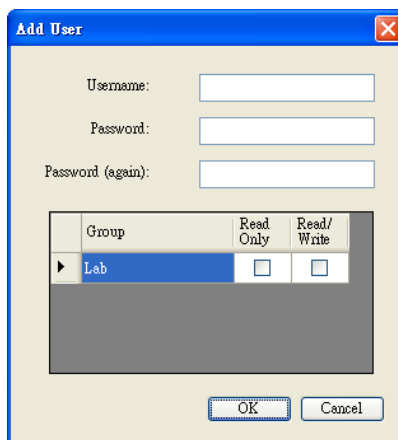 Add User
Username:
Password:
Password (again):
Group Read Only Read/ Write
Lab
OK Cancel